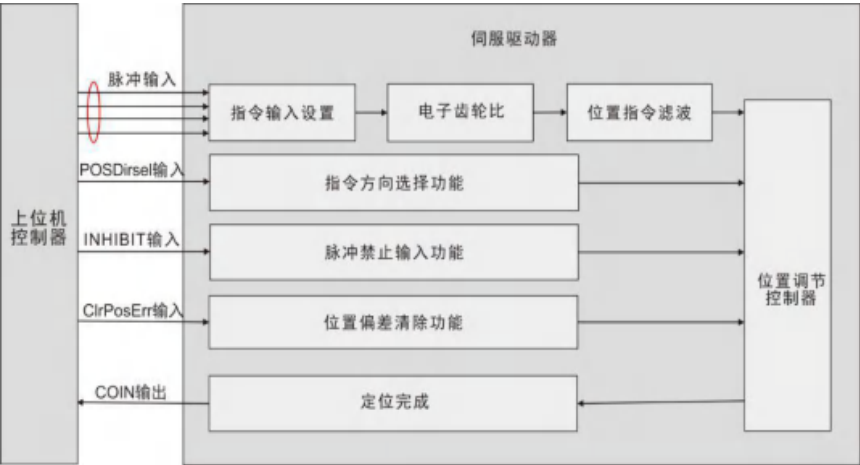 伺服驱动器
脉冲输入
指令输入设置
电子齿轮比
位置指令滤波
POSDirsel输入
指令方向选择功能
上位机
控制器
INHIBIT输入
脉冲禁止输入功能
位置调节
控制器
ClrPosErr输入
位置偏差清除功能
COIN输出
定位完成